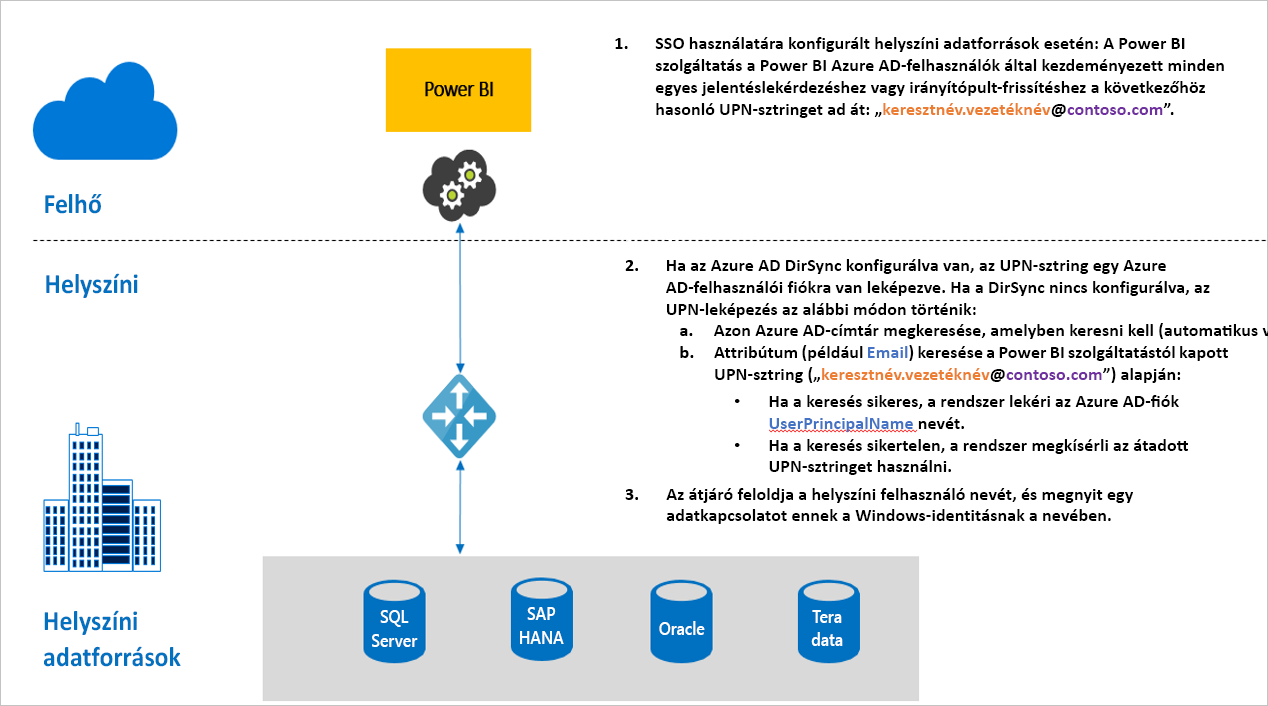 Power BI
1. SSO használatára konfigurált helyszíni adatforrások esetén: A Power BI
szolgáltatás a Power BI Azure AD-felhasználók által kezdeményezett minden
egyes jelentéslekérdezéshez vagy irányítópult-frissítéshez a következőhöz
hasonló UPN-sztringet ad át: „keresztnév.vezetéknév@contoso.com”.
Felhő
Helyszíni
2. Ha az Azure AD DirSync konfigurálva van, az UPN-sztring egy Azure
AD-felhasználói fiókra van leképezve. Ha a DirSync nincs konfigurálva, az
UPN-leképezés az alábbi módon történik:
a. Azon Azure AD-címtár megkeresése, amelyben keresni kell (automatikus v
b. Attribútum (például Email) keresése a Power BI szolgáltatástól kapott
UPN-sztring („keresztnév.vezetéknév@contoso.com”) alapján:
• Ha a keresés sikeres, a rendszer lekéri az Azure AD-fiók
UserPrincipalName nevét.
• Ha a keresés sikertelen, a rendszer megkísérli az átadott
UPN-sztringet használni.
3. Az átjáró feloldja a helyszíni felhasználó nevét, és megnyit egy
adatkapcsolatot ennek a Windows-identitásnak a nevében.
Helyszíni
adatforrások
SQL
Server
SAP
HANA
Oracle
Tera
data